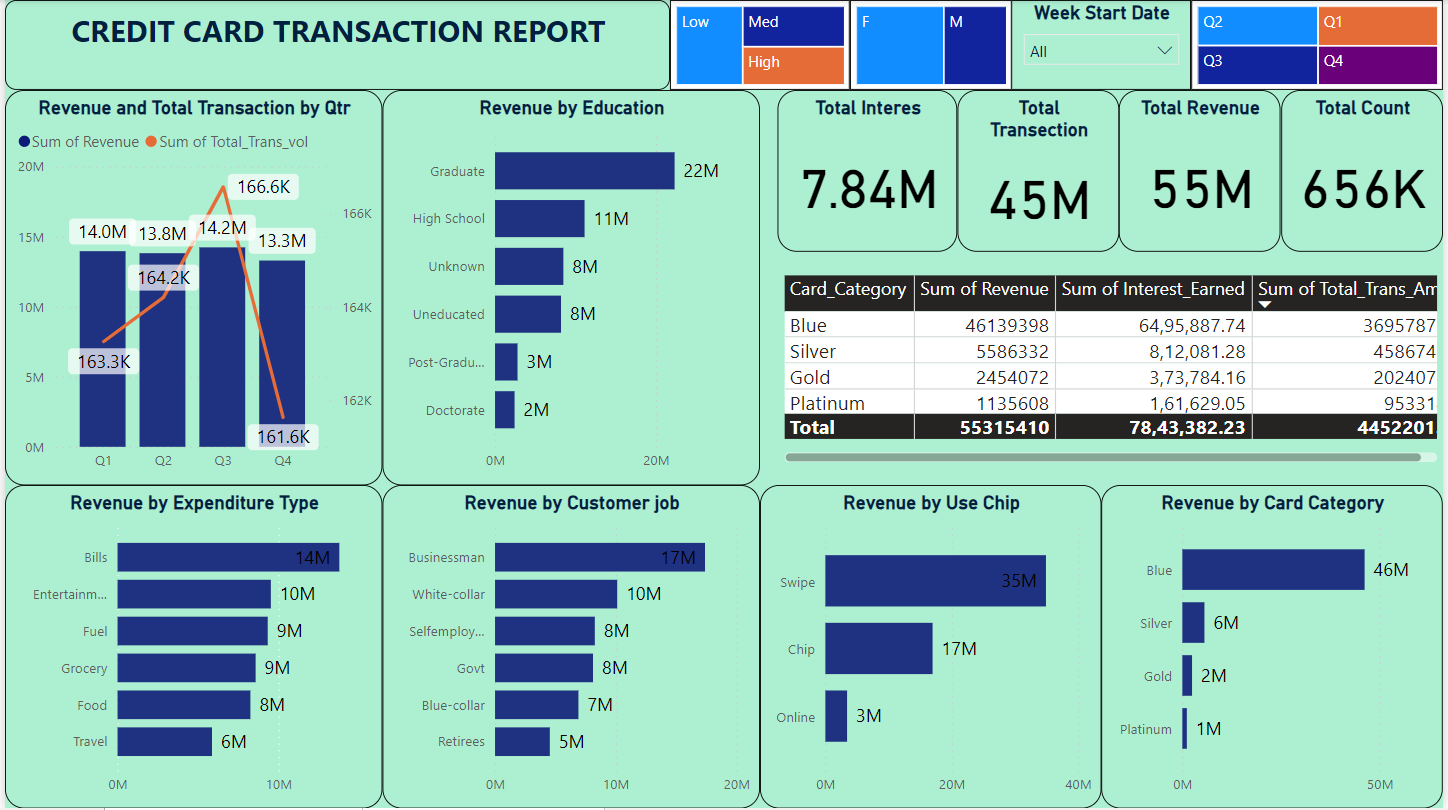 CREDIT CARD TRANSACTION REPORT
Low
Med
High
F
M
Week Start Date
All
Q2
Q1
Q3
Q4
Revenue and Total Transaction by Qtr
Sum of Revenue
Sum of Total_Trans_vol
20M
15M
10M
5M
0M
166K
164K
162K
14.0M
13.8M
14.2M
13.3M
163.3K
164.2K
166.6K
161.6K
Q1
Q2
Q3
Q4
Revenue by Education
Graduate
22M
High School
11M
Unknown
8M
Uneducated
8M
Post-Gradu...
3M
Doctorate
2M
0M
20M
Total Interes
7.84M
Total
Transection
45M
Total Revenue
55M
Total Count
656K
Card_Category Sum of Revenue Sum of Interest_Earned Sum of Total_Trans_Am
Blue 46139398 64,95,887.74 3695787
Silver 5586332 8,12,081.28 458674
Gold 2454072 3,73,784.16 202407
Platinum 1135608 1,61,629.05 95331
Total 55315410 78,43,382.23 4452201
Revenue by Expenditure Type
Bills
14M
Entertainm...
10M
Fuel
9M
Grocery
9M
Food
8M
Travel
6M
0M
10M
Revenue by Customer job
Businessman
17M
White-collar
10M
Selfemploy...
8M
Govt
8M
Blue-collar
7M
Retirees
5M
0M
10M
20M
Revenue by Use Chip
Swipe
35M
Chip
17M
Online
3M
0M
20M
40M
Revenue by Card Category
Blue
46M
Silver
6M
Gold
2M
Platinum
1M
0M
50M